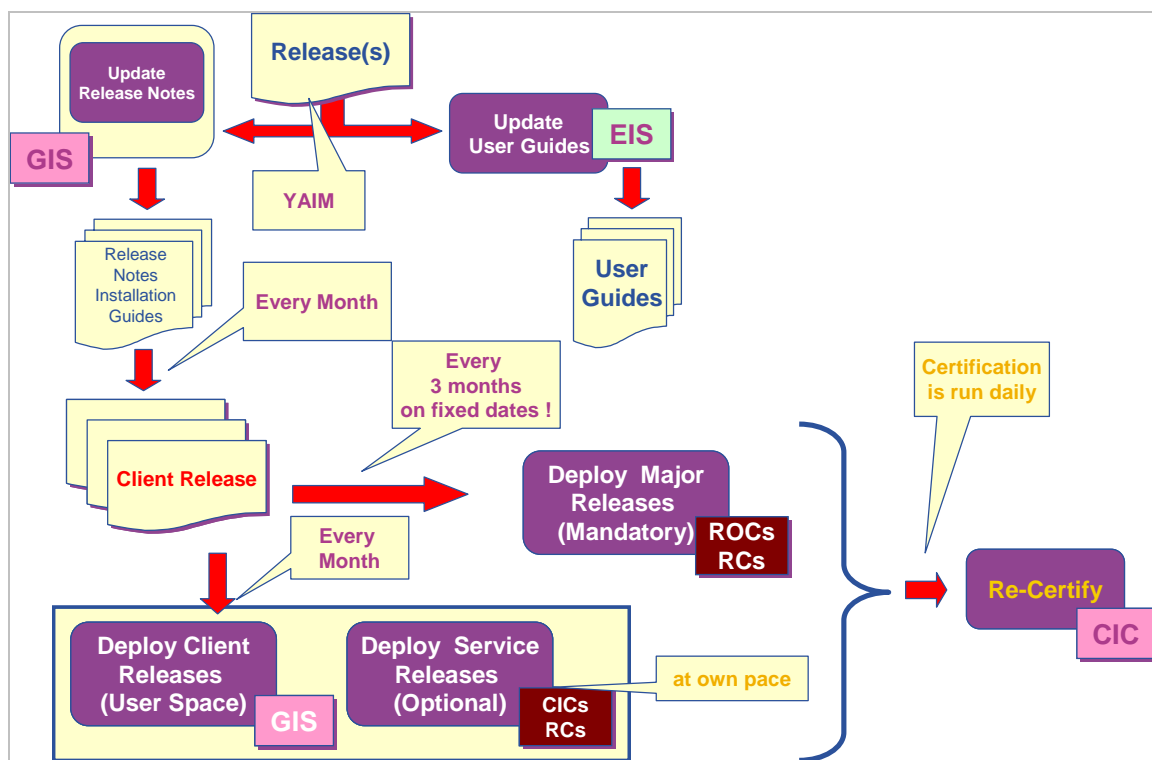 Release(s)
Update
Release Notes
GIS
Update
User Guides
EIS
YAIM
Release
Notes
Installation
Guides
User
Guides
Every Month
Every
3 months
on fixed dates !
Certification
is run daily
Client Release
Deploy Major
Releases
(Mandatory)
ROCs
RCs
Every
Month
Re-Certify
CIC
Deploy Client
Releases
(User Space)
GIS
Deploy Service
Releases
(Optional)
CICs
RCs
at own pace